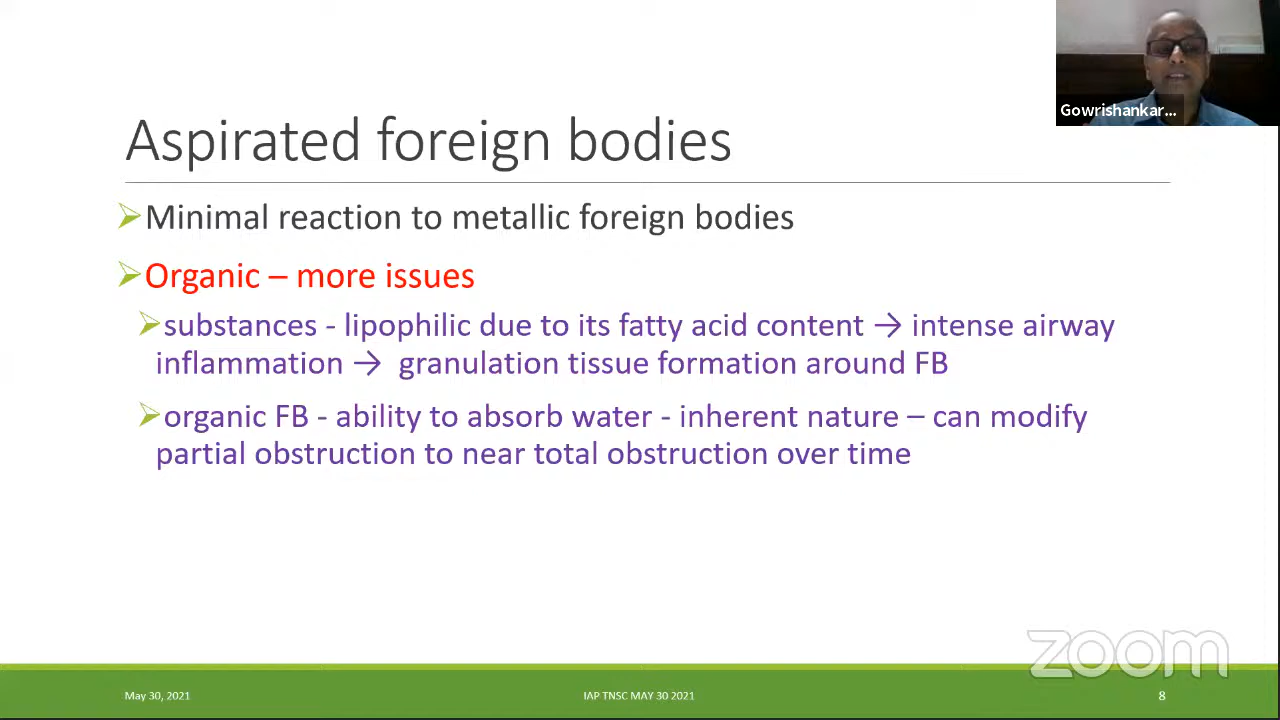 Gowrishankar...
Aspirated foreign bodies
Minimal reaction to metallic foreign bodies
Organic – more issues
substances - lipophilic due to its fatty acid content → intense airway
inflammation → granulation tissue formation around FB
organic FB - ability to absorb water - inherent nature – can modify
partial obstruction to near total obstruction over time
zoom
May 30, 2021
IAP TNSC MAY 30 2021
8